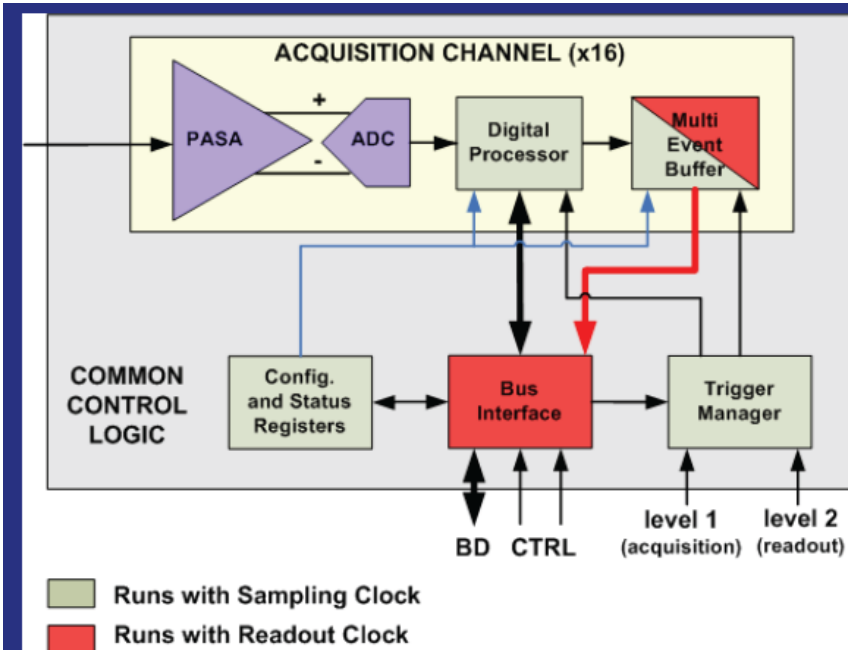 ACQUISITION CHANNEL (x16)
PASA
+
-
ADC
Digital
Processor
Multi
Event
Buffer
COMMON
CONTROL
LOGIC
Config.
and Status
Registers
Bus
Interface
Trigger
Manager
BD
CTRL
level 1
(acquisition)
level 2
(readout)
Runs with Sampling Clock
Runs with Readout Clock